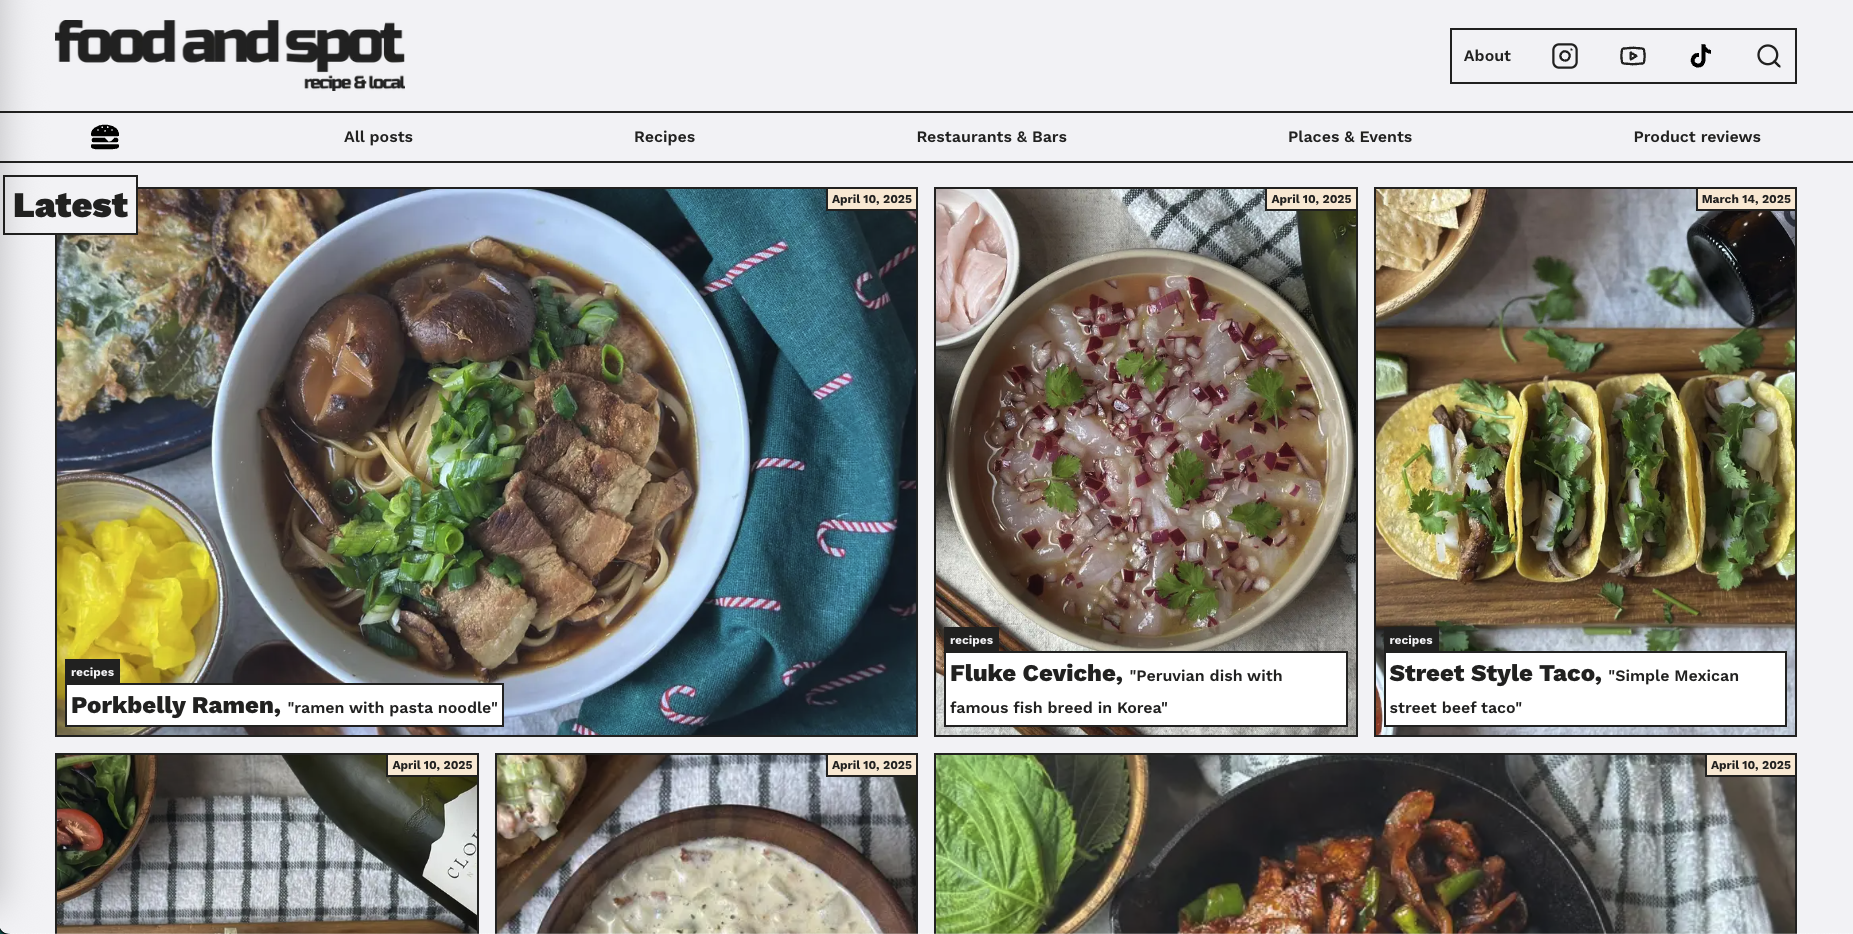 food and spot
recipe & local
About
All posts
Recipes
Restaurants & Bars
Places & Events
Product reviews
Latest
April 10, 2025
recipes
Porkbelly Ramen, "ramen with pasta noodle"
April 10, 2025
recipes
Fluke Ceviche, "Peruvian dish with
famous fish breed in Korea"
March 14, 2025
recipes
Street Style Taco, "Simple Mexican
street beef taco"
April 10, 2025
April 10, 2025
April 10, 2025